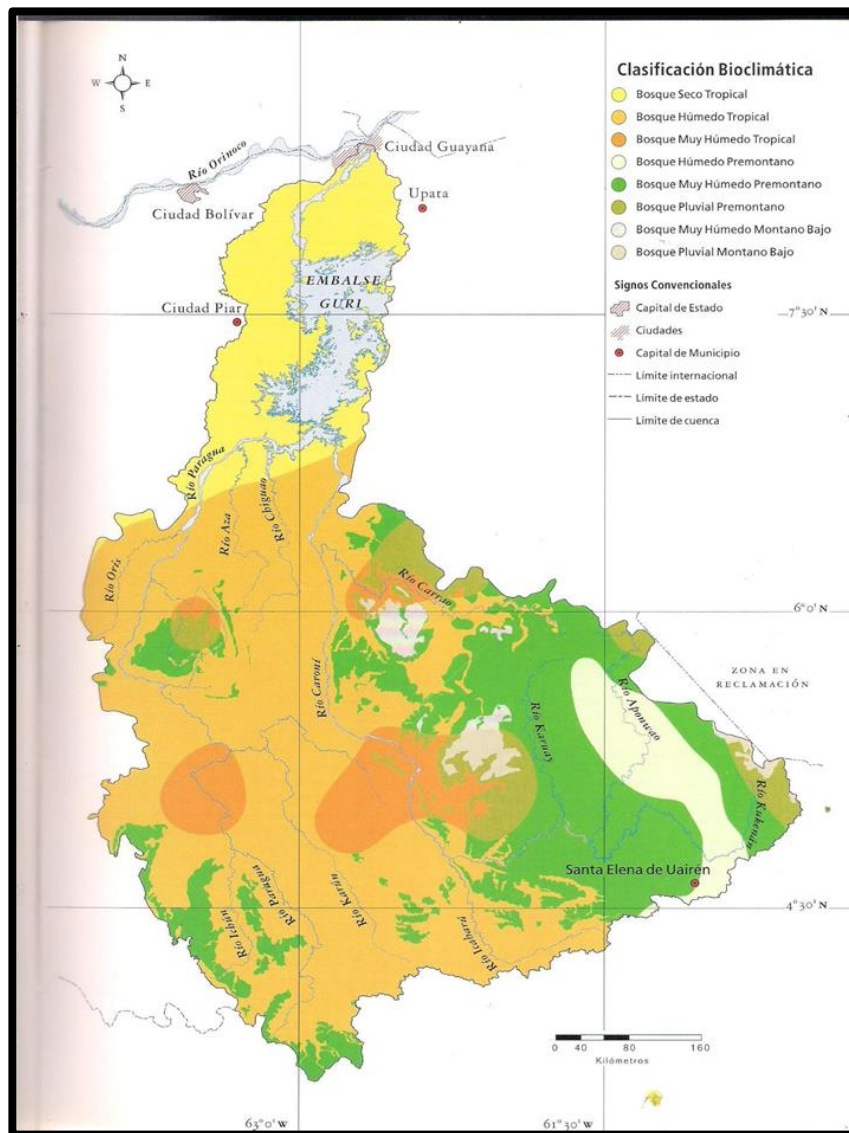 N
W E
S
Clasificación Bioclimática
Bosque Seco Tropical
Bosque Húmedo Tropical
Bosque Muy Húmedo Tropical
Bosque Húmedo Premontano
Bosque Muy Húmedo Premontano
Bosque Pluvial Premontano
Bosque Muy Húmedo Montano Bajo
Bosque Pluvial Montano Bajo
Signos Convencionales
Capital de Estado
Ciudades
Capital de Municipio
Límite internacional
Límite de estado
Límite de cuenca
Río Orinoco
Ciudad Guayana
Ciudad Bolívar
Upata
EMBALSE
GURI
Ciudad Piar
7°30'N
Río Paragua
Río Aza
Río Chiguao
Río Oris
Río Carrao
6°0'N
ZONA EN
RECLAMACIÓN
Río Caroní
Río Karuay
Río Aponwao
Río Kukenán
Santa Elena de Uairén
4°30'N
Río Ichún
Río Paragua
Río Karún
Río Icabarú
0 40 80 160
Kilómetros
63°0'W
61°30'W